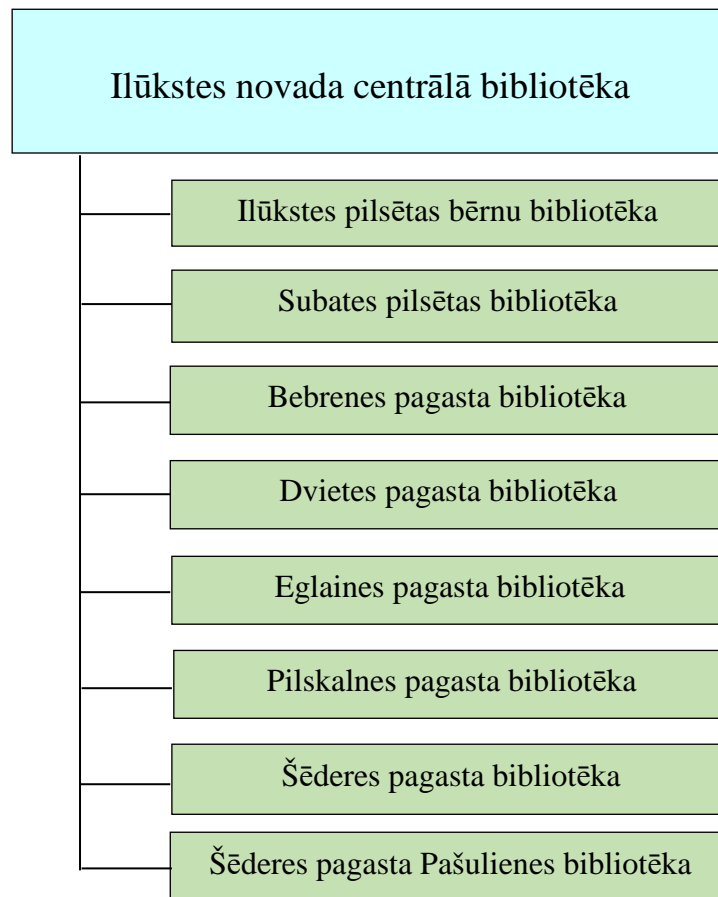 Ilūkstes novada centrālā bibliotēka
Ilūkstes pilsētas bērnu bibliotēka
Subates pilsētas bibliotēka
Bebrenes pagasta bibliotēka
Dvietes pagasta bibliotēka
Eglaines pagasta bibliotēka
Pilskalnes pagasta bibliotēka
Šēderes pagasta bibliotēka
Šēderes pagasta Pašulienes bibliotēka